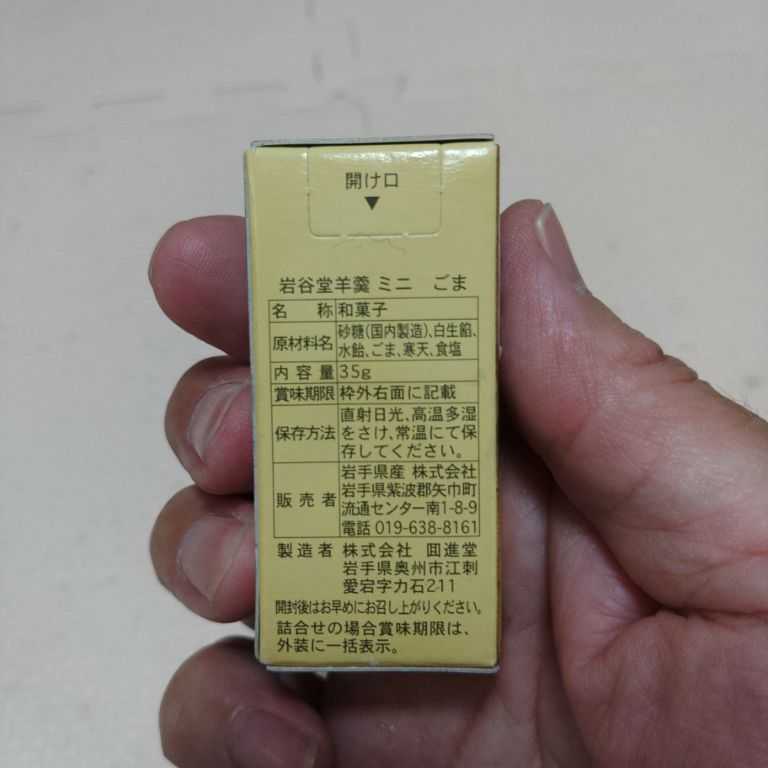 開け口
▼
岩谷堂羊羹 ミニ ごま
名称 和菓子
原材料名 砂糖(国内製造)、白生餡、
水飴、ごま、寒天、食塩
内容量 35g
賞味期限 枠外右面に記載
保存方法 直射日光、高温多湿
をさけ、常温にて保
存してください。
販売者 岩手県産 株式会社
岩手県紫波郡矢巾町
流通センター南1-8-9
電話 019-638-8161
製造者 株式会社 回進堂
岩手県奥州市江刺
愛宕字力石211
開封後はお早めにお召し上がりください。
詰合せの場合賞味期限は、
外装に一括表示。